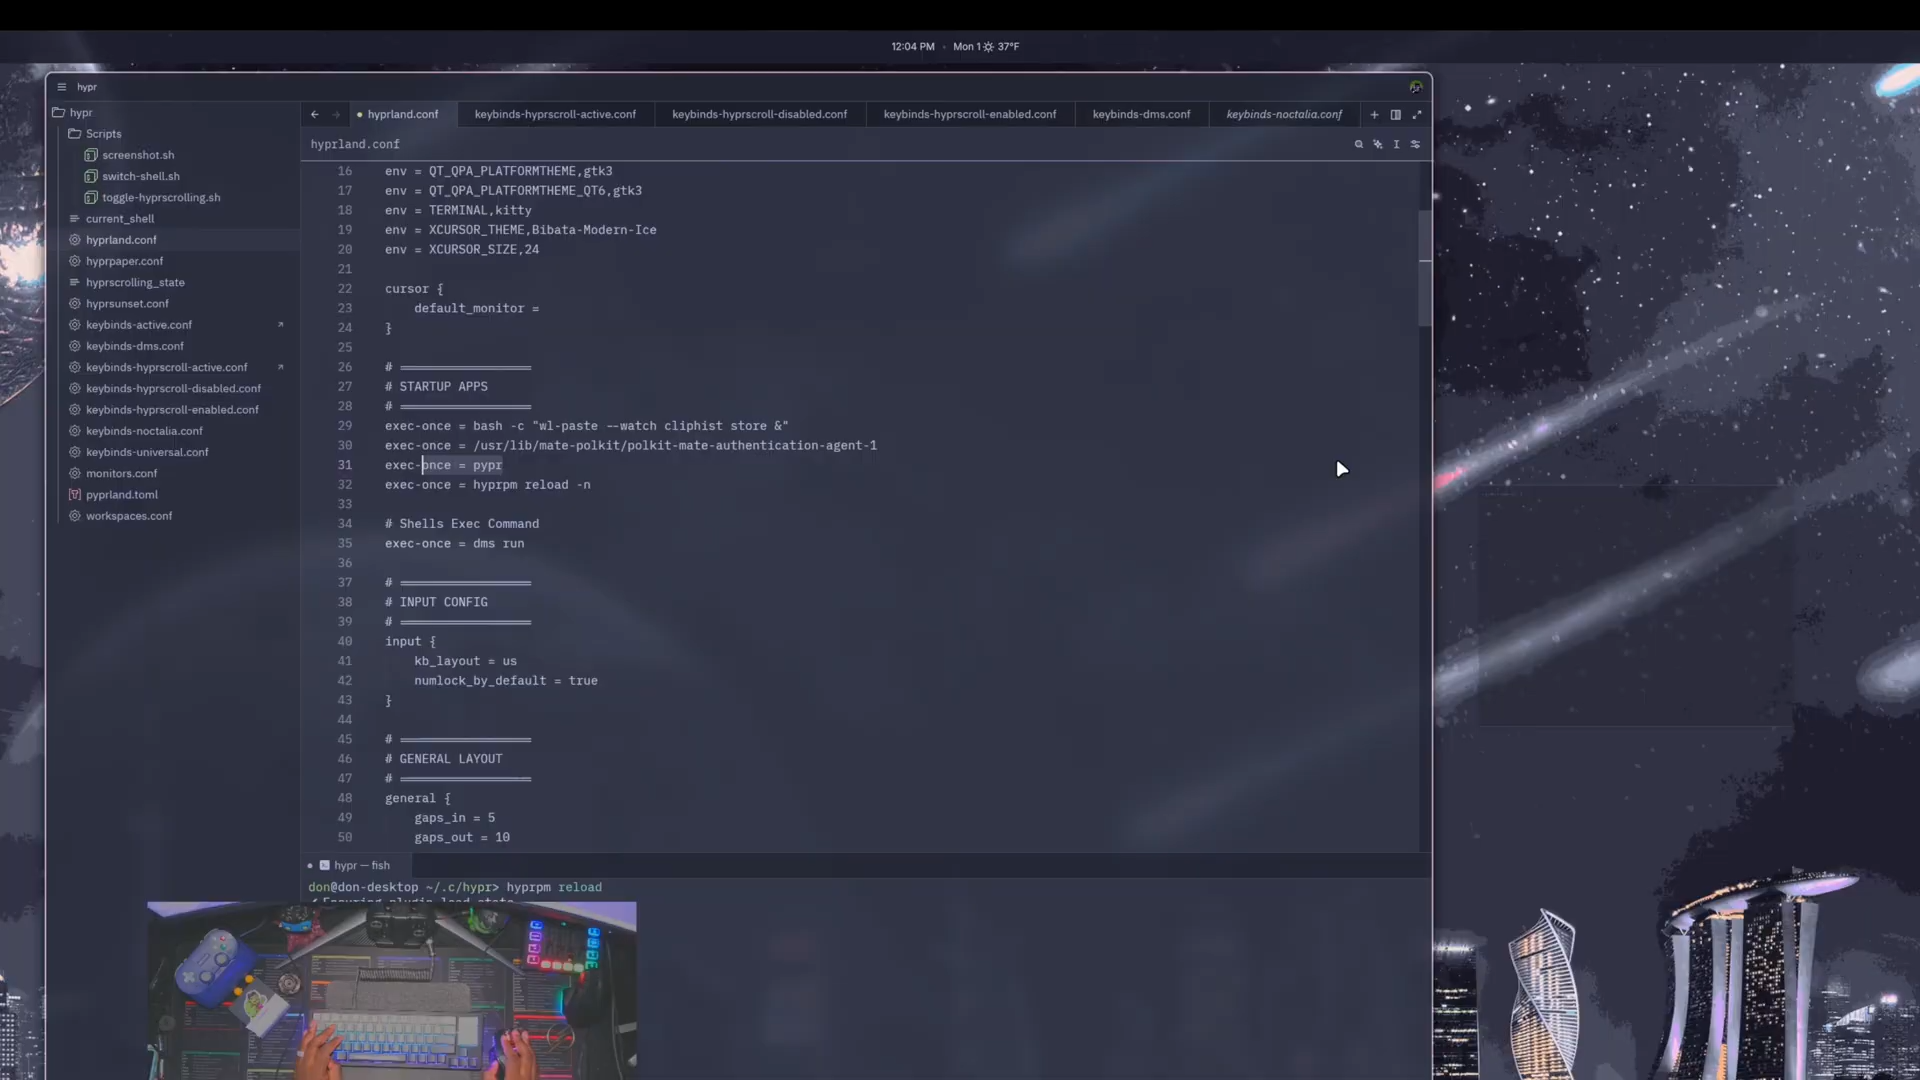 12:04 PM · Mon 1 37°F
hypr
hypr
Scripts
screenshot.sh
switch-shell.sh
toggle-hyprscrolling.sh
current_shell
hyprland.conf
hyprpaper.conf
hyprscrolling_state
hyprsunset.conf
keybinds-active.conf
keybinds-dms.conf
keybinds-hyprscroll-active.conf
keybinds-hyprscroll-disabled.conf
keybinds-hyprscroll-enabled.conf
keybinds-noctalia.conf
keybinds-universal.conf
monitors.conf
pyprland.toml
workspaces.conf
hyprland.conf keybinds-hyprscroll-active.conf keybinds-hyprscroll-disabled.conf keybinds-hyprscroll-enabled.conf keybinds-dms.conf keybinds-noctalia.conf
hyprland.conf
16 env = QT_QPA_PLATFORMTHEME,gtk3
17 env = QT_QPA_PLATFORMTHEME_QT6,gtk3
18 env = TERMINAL,kitty
19 env = XCURSOR_THEME,Bibata-Modern-Ice
20 env = XCURSOR_SIZE,24
21
22 cursor {
23 default_monitor =
24 }
25
26 # ==================
27 # STARTUP APPS
28 # ==================
29 exec-once = bash -c "wl-paste --watch cliphist store &"
30 exec-once = /usr/lib/mate-polkit/polkit-mate-authentication-agent-1
31 exec-once = pypr
32 exec-once = hyprpm reload -n
33
34 # Shells Exec Command
35 exec-once = dms run
36
37 # ==================
38 # INPUT CONFIG
39 # ==================
40 input {
41 kb_layout = us
42 numlock_by_default = true
43 }
44
45 # ==================
46 # GENERAL LAYOUT
47 # ==================
48 general {
49 gaps_in = 5
50 gaps_out = 10
hypr — fish
don@don-desktop ~/.c/hypr> hyprpm reload
✓ Ensuring plugin load state